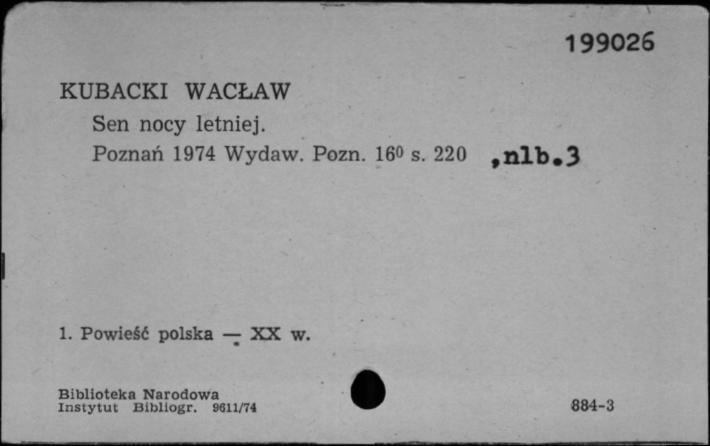 199026
KUBACKI WACŁAW
Sen nocy letniej.
Poznań 1974 Wydaw. Pozn. 16⁰ s. 220 ,nlb.3
1. Powieść polska — XX w.
Biblioteka Narodowa
Instytut Bibliogr. 9611/74
884-3